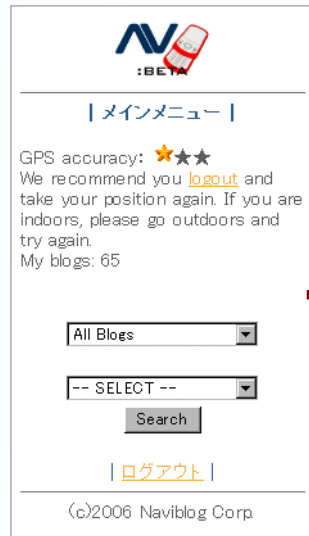 NV
:BETA
| メインメニュー |
GPS accuracy: ★★★
We recommend you logout and
take your position again. If you are
indoors, please go outdoors and
try again.
My blogs: 65
All Blogs
-- SELECT --
Search
| ログアウト |
(c)2006 Naviblog Corp.